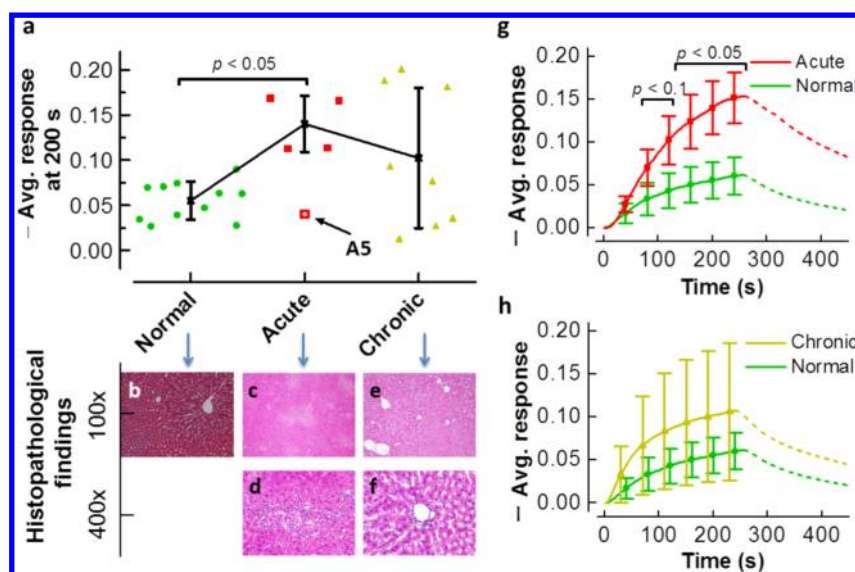 a
p < 0.05
0.20
0.15
0.10
0.05
0.00
– Avg. response
at 200 s
A5
Normal
Acute
Chronic
Histopathological
findings
100x
400x
b
c
e
d
f
g
p < 0.05
p < 0.1
Acute
Normal
0.20
0.15
0.10
0.05
0.00
– Avg. response
0 100 200 300 400
Time (s)
h
Chronic
Normal
0.20
0.15
0.10
0.05
0.00
– Avg. response
0 100 200 300 400
Time (s)